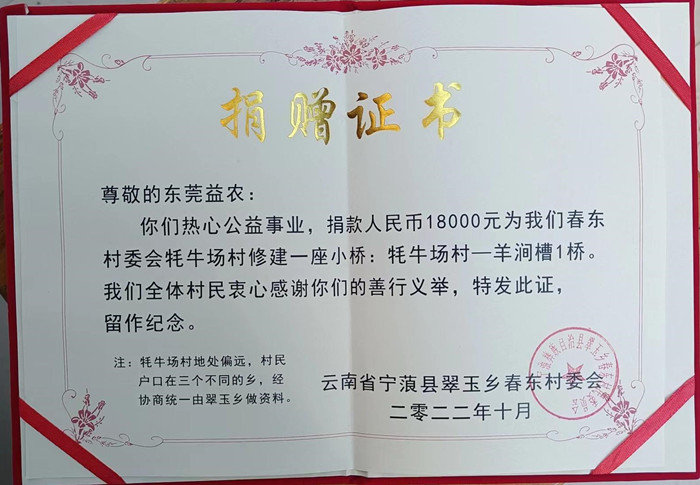 捐赠证书
尊敬的东莞益农：
你们热心公益事业，捐款人民币18000元为我们春东
村委会牦牛场村修建一座小桥：牦牛场村—羊涧槽1桥。
我们全体村民衷心感谢你们的善行义举，特发此证，
留作纪念。
注：牦牛场村地处偏远，村民
户口在三个不同的乡，经
协商统一由翠玉乡做资料。
云南省宁蒗县翠玉乡春东村委会
二零二二年十月